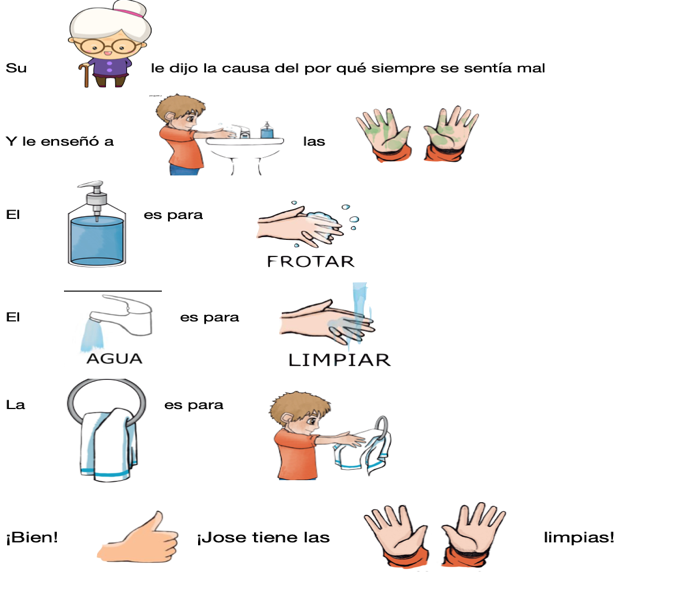 Su le dijo la causa del por qué siempre se sentía mal
Y le enseñó a las
El es para
FROTAR
El es para
AGUA LIMPIAR
La es para
¡Bien! ¡Jose tiene las limpias!